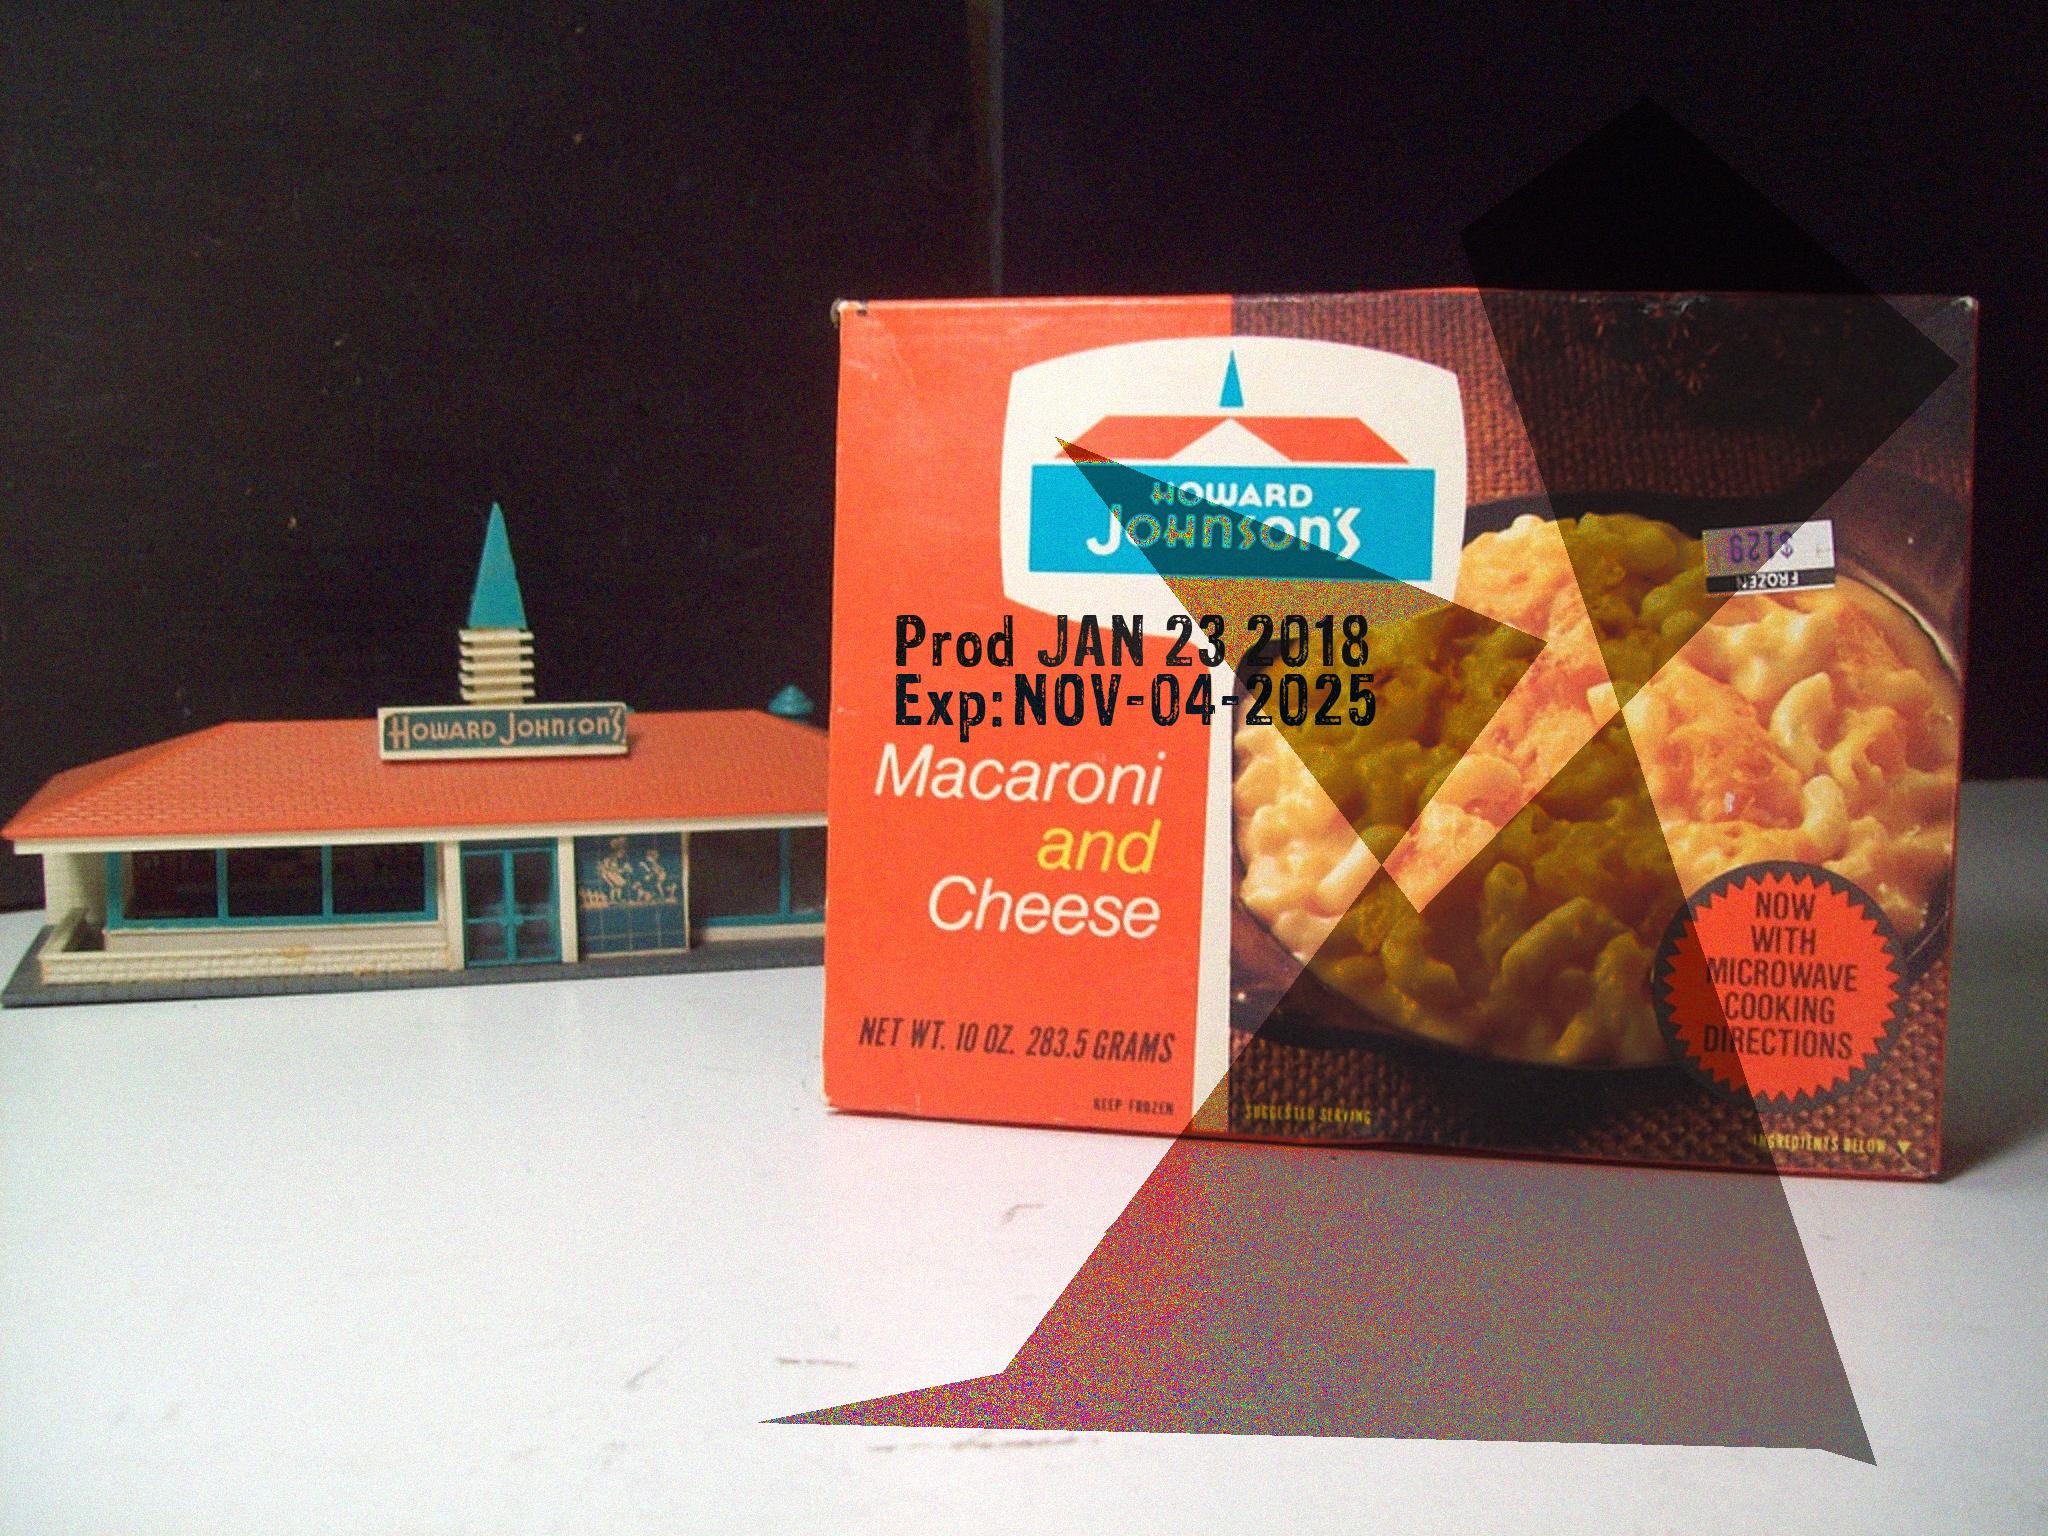 HOWARD JOHNSON'S
HOWARD
JOHNSON'S
$129
FROZEN
Prod JAN 23 2018
Exp:NOV-04-2025
Macaroni
and
Cheese
NOW
WITH
MICROWAVE
COOKING
DIRECTIONS
NET WT. 10 OZ. 283.5 GRAMS
KEEP FROZEN
SUGGESTED SERVING
INGREDIENTS BELOW